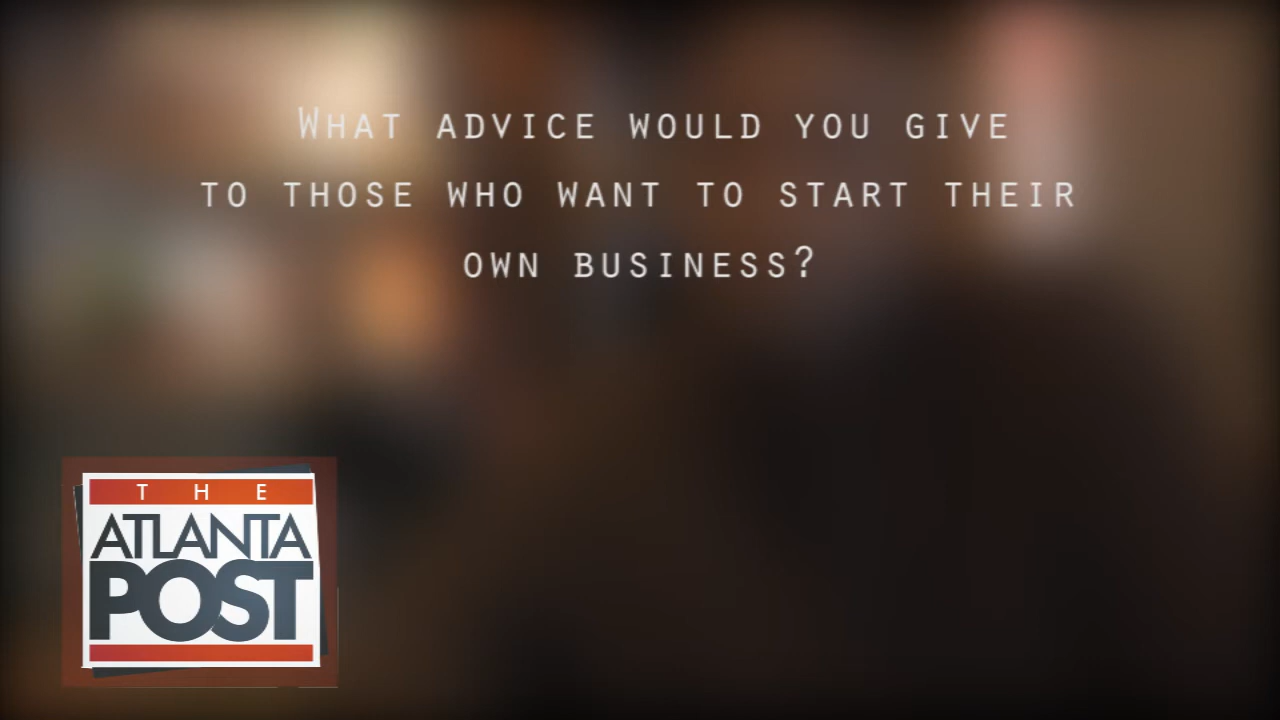 What advice would you give
to those who want to start their
own business?
THE
ATLANTA
POST